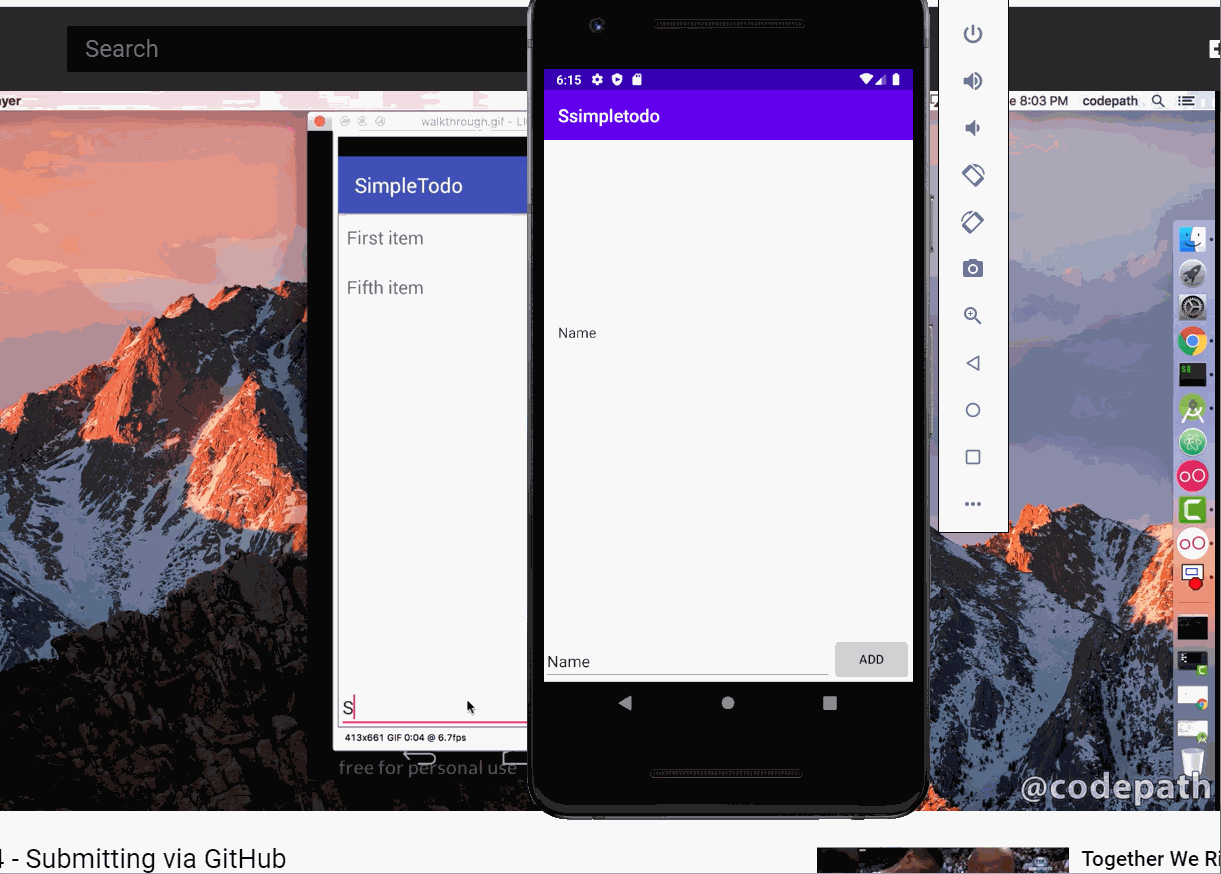 Search
6:15
yer
e 8:03 PM codepath
walkthrough.gif - LI
Ssimpletodo
SimpleTodo
First item
Fifth item
Name
Name
ADD
S
413x661 GIF 0:04 @ 6.7fps
free for personal use
@codepath
4 - Submitting via GitHub
Together We Ri